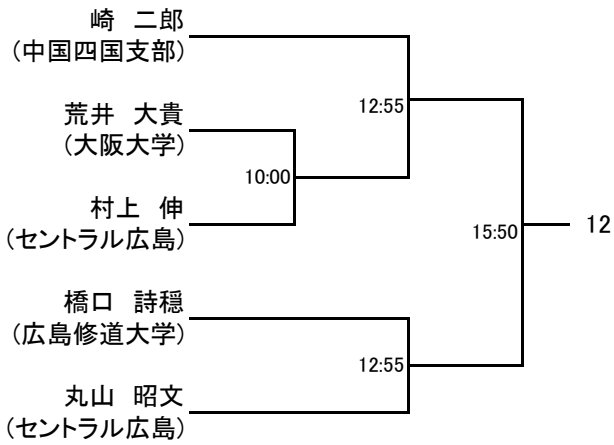 崎　二郎
(中国四国支部)
12:55
荒井　大貴
(大阪大学)
10:00
村上　伸
(セントラル広島)
15:50
12
橋口　詩穏
(広島修道大学)
12:55
丸山　昭文
(セントラル広島)